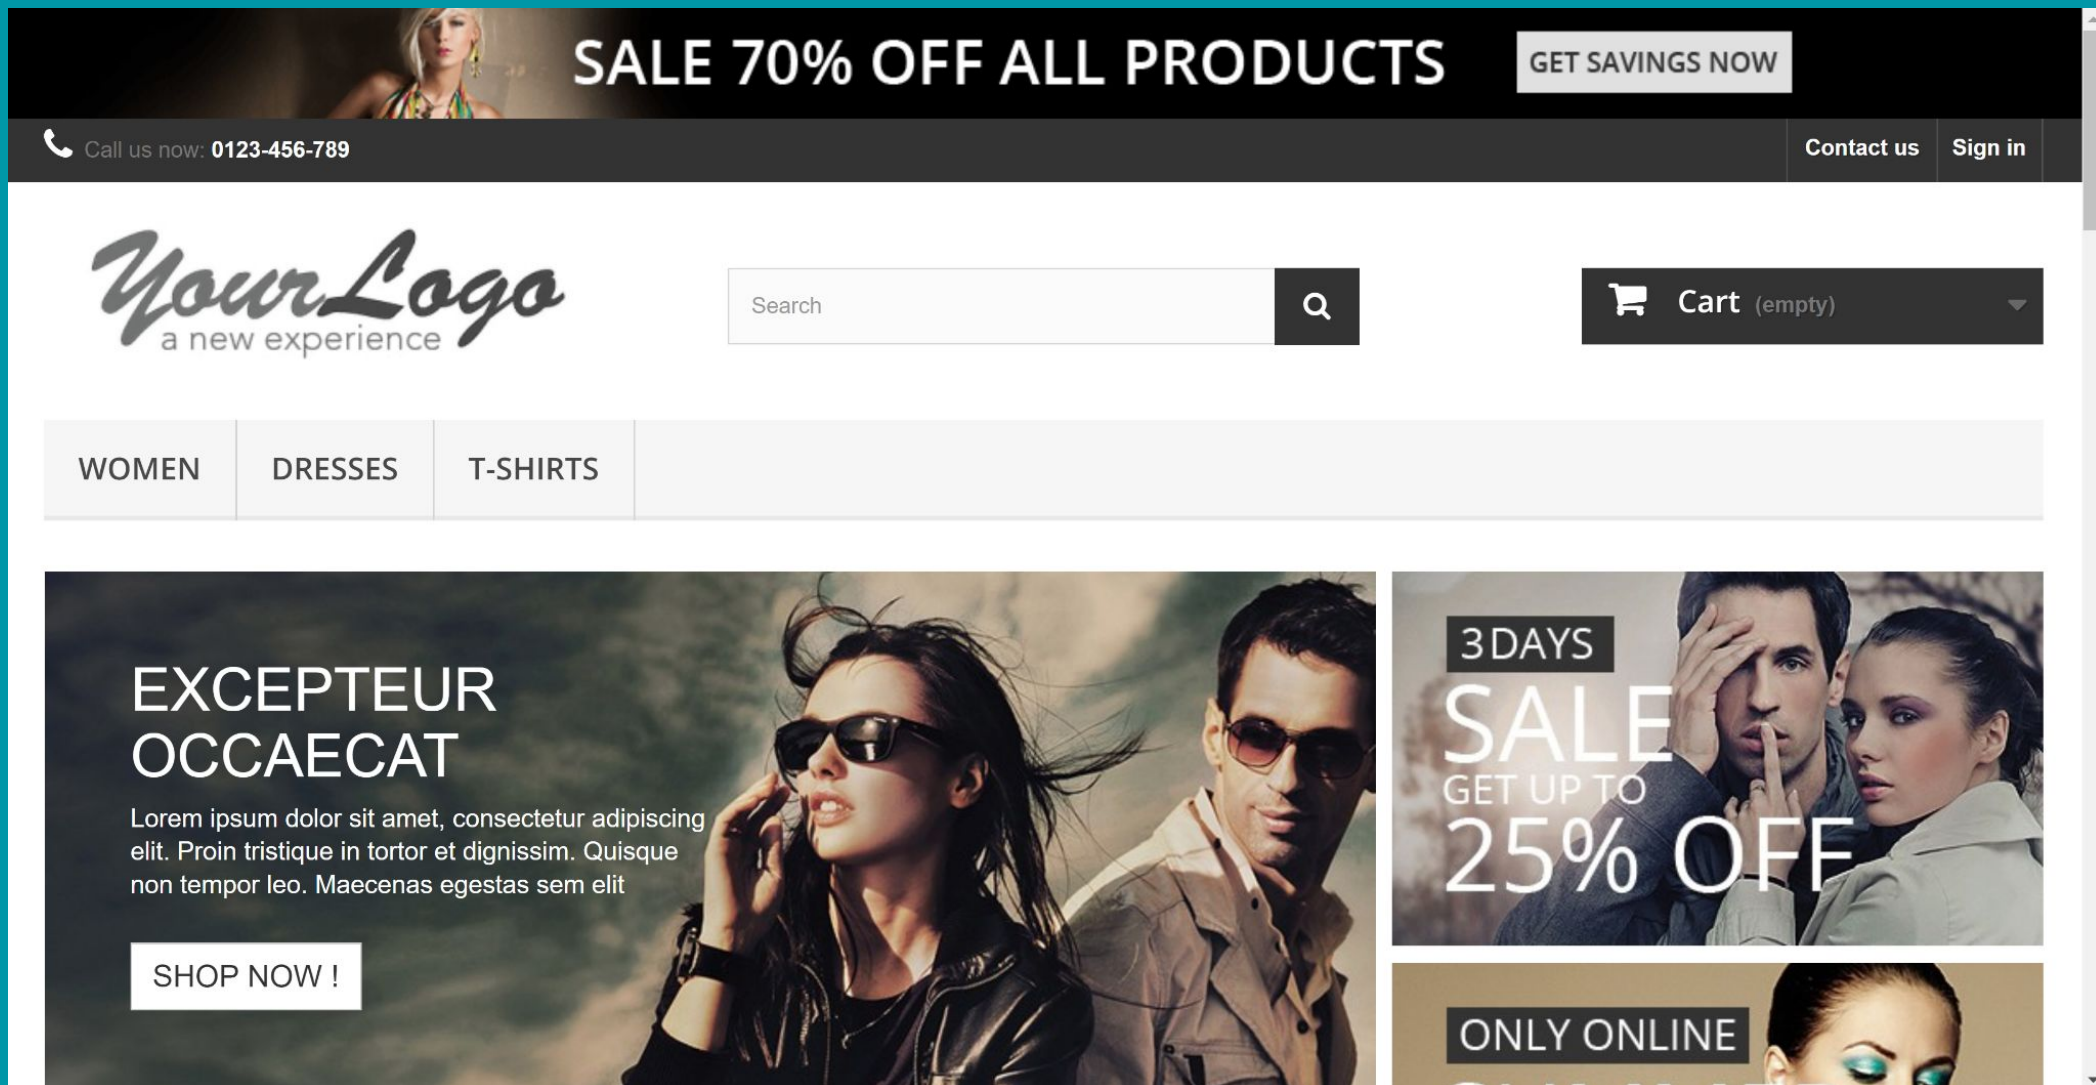 SALE 70% OFF ALL PRODUCTS
GET SAVINGS NOW
Call us now: 0123-456-789
Contact us
Sign in
Your Logo
a new experience
Search
Cart (empty)
WOMEN
DRESSES
T-SHIRTS
EXCEPTEUR
OCCAECAT
Lorem ipsum dolor sit amet, consectetur adipiscing
elit. Proin tristique in tortor et dignissim. Quisque
non tempor leo. Maecenas egestas sem elit
SHOP NOW !
3 DAYS
SALE
GET UP TO
25% OFF
ONLY ONLINE